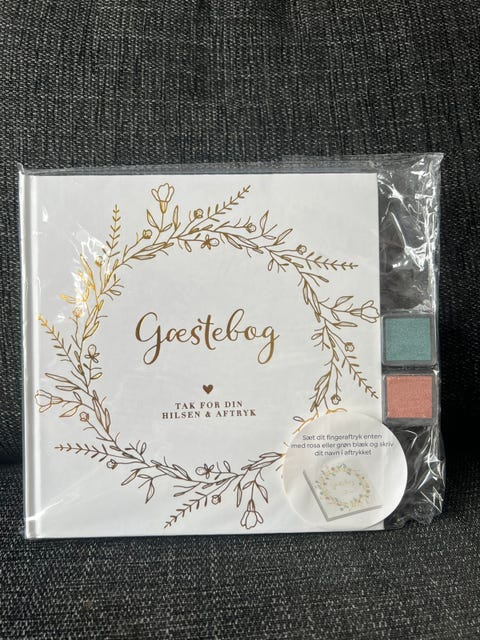 Gæstebog
TAK FOR DIN
HILSEN & AFTRYK
Sæt dit fingeraftryk enten
med rosa eller grøn blæk og skriv
dit navn i aftrykket